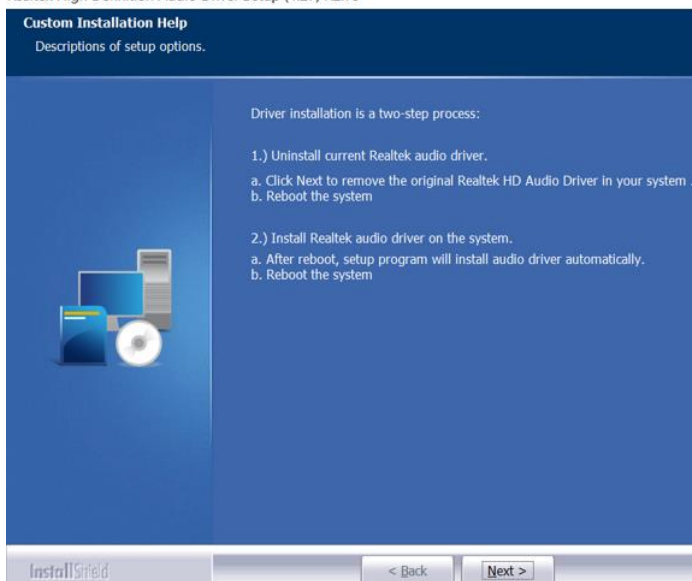 Custom Installation Help
Descriptions of setup options.
Driver installation is a two-step process:
1.) Uninstall current Realtek audio driver.
a. Click Next to remove the original Realtek HD Audio Driver in your system .
b. Reboot the system
2.) Install Realtek audio driver on the system.
a. After reboot, setup program will install audio driver automatically.
b. Reboot the system
InstallShield
< Back
Next >